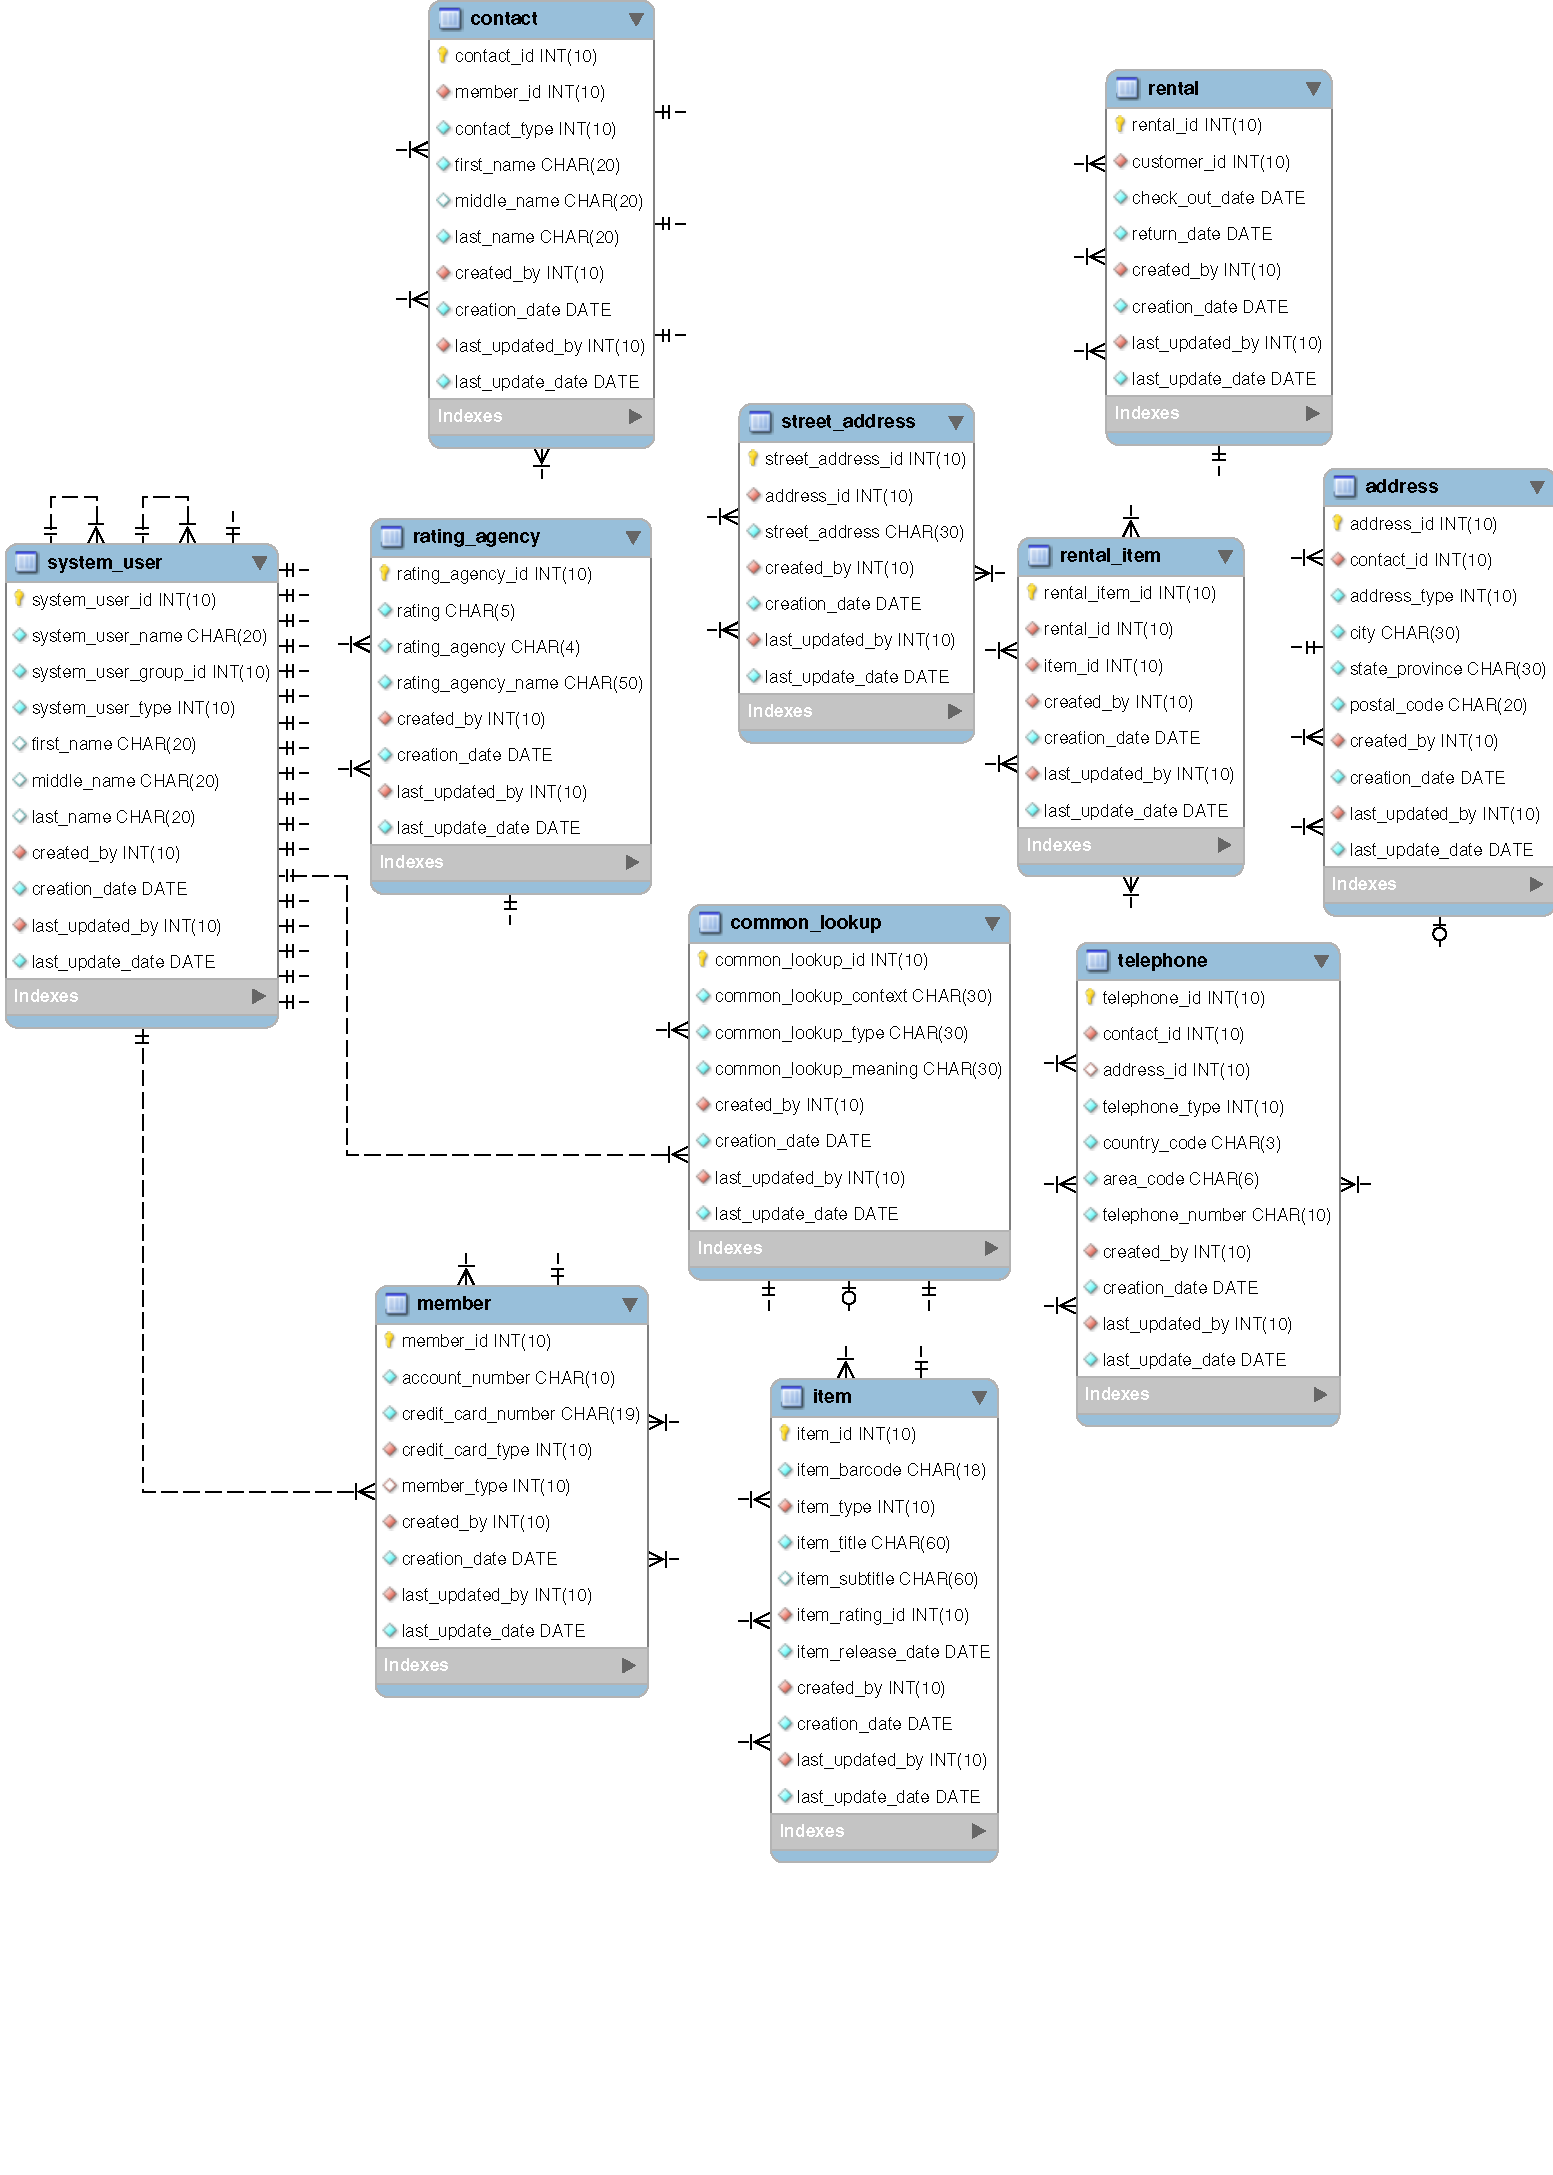 contact
contact_id INT(10)
member_id INT(10)
contact_type INT(10)
first_name CHAR(20)
middle_name CHAR(20)
last_name CHAR(20)
created_by INT(10)
creation_date DATE
last_updated_by INT(10)
last_update_date DATE
Indexes
rental
rental_id INT(10)
customer_id INT(10)
check_out_date DATE
return_date DATE
created_by INT(10)
creation_date DATE
last_updated_by INT(10)
last_update_date DATE
Indexes
street_address
street_address_id INT(10)
address_id INT(10)
street_address CHAR(30)
created_by INT(10)
creation_date DATE
last_updated_by INT(10)
last_update_date DATE
Indexes
address
address_id INT(10)
contact_id INT(10)
address_type INT(10)
city CHAR(30)
state_province CHAR(30)
postal_code CHAR(20)
created_by INT(10)
creation_date DATE
last_updated_by INT(10)
last_update_date DATE
Indexes
system_user
system_user_id INT(10)
system_user_name CHAR(20)
system_user_group_id INT(10)
system_user_type INT(10)
first_name CHAR(20)
middle_name CHAR(20)
last_name CHAR(20)
created_by INT(10)
creation_date DATE
last_updated_by INT(10)
last_update_date DATE
Indexes
rating_agency
rating_agency_id INT(10)
rating CHAR(5)
rating_agency CHAR(4)
rating_agency_name CHAR(50)
created_by INT(10)
creation_date DATE
last_updated_by INT(10)
last_update_date DATE
Indexes
rental_item
rental_item_id INT(10)
rental_id INT(10)
item_id INT(10)
created_by INT(10)
creation_date DATE
last_updated_by INT(10)
last_update_date DATE
Indexes
common_lookup
common_lookup_id INT(10)
common_lookup_context CHAR(30)
common_lookup_type CHAR(30)
common_lookup_meaning CHAR(30)
created_by INT(10)
creation_date DATE
last_updated_by INT(10)
last_update_date DATE
Indexes
telephone
telephone_id INT(10)
contact_id INT(10)
address_id INT(10)
telephone_type INT(10)
country_code CHAR(3)
area_code CHAR(6)
telephone_number CHAR(10)
created_by INT(10)
creation_date DATE
last_updated_by INT(10)
last_update_date DATE
Indexes
member
member_id INT(10)
account_number CHAR(10)
credit_card_number CHAR(19)
credit_card_type INT(10)
member_type INT(10)
created_by INT(10)
creation_date DATE
last_updated_by INT(10)
last_update_date DATE
Indexes
item
item_id INT(10)
item_barcode CHAR(18)
item_type INT(10)
item_title CHAR(60)
item_subtitle CHAR(60)
item_rating_id INT(10)
item_release_date DATE
created_by INT(10)
creation_date DATE
last_updated_by INT(10)
last_update_date DATE
Indexes